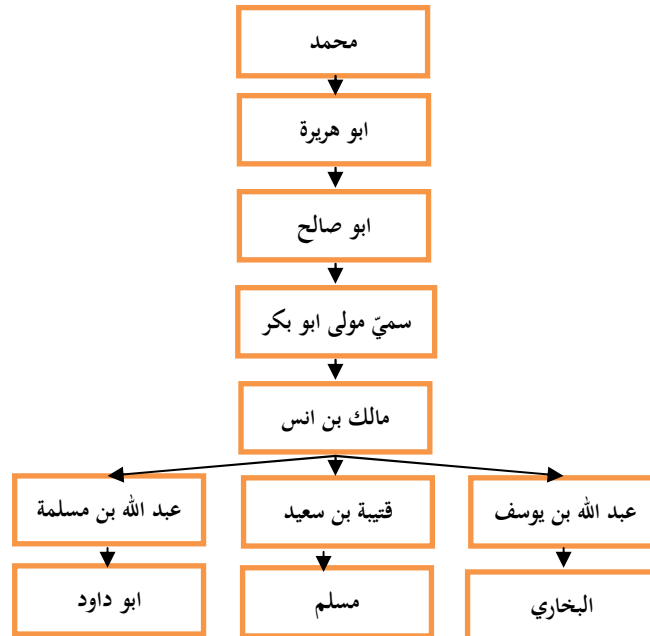 محمد
ابو هريرة
ابو صالح
سميّ مولى ابو بكر
مالك بن انس
عبد الله بن يوسف
قتيبة بن سعيد
عبد الله بن مسلمة
البخاري
مسلم
ابو داود